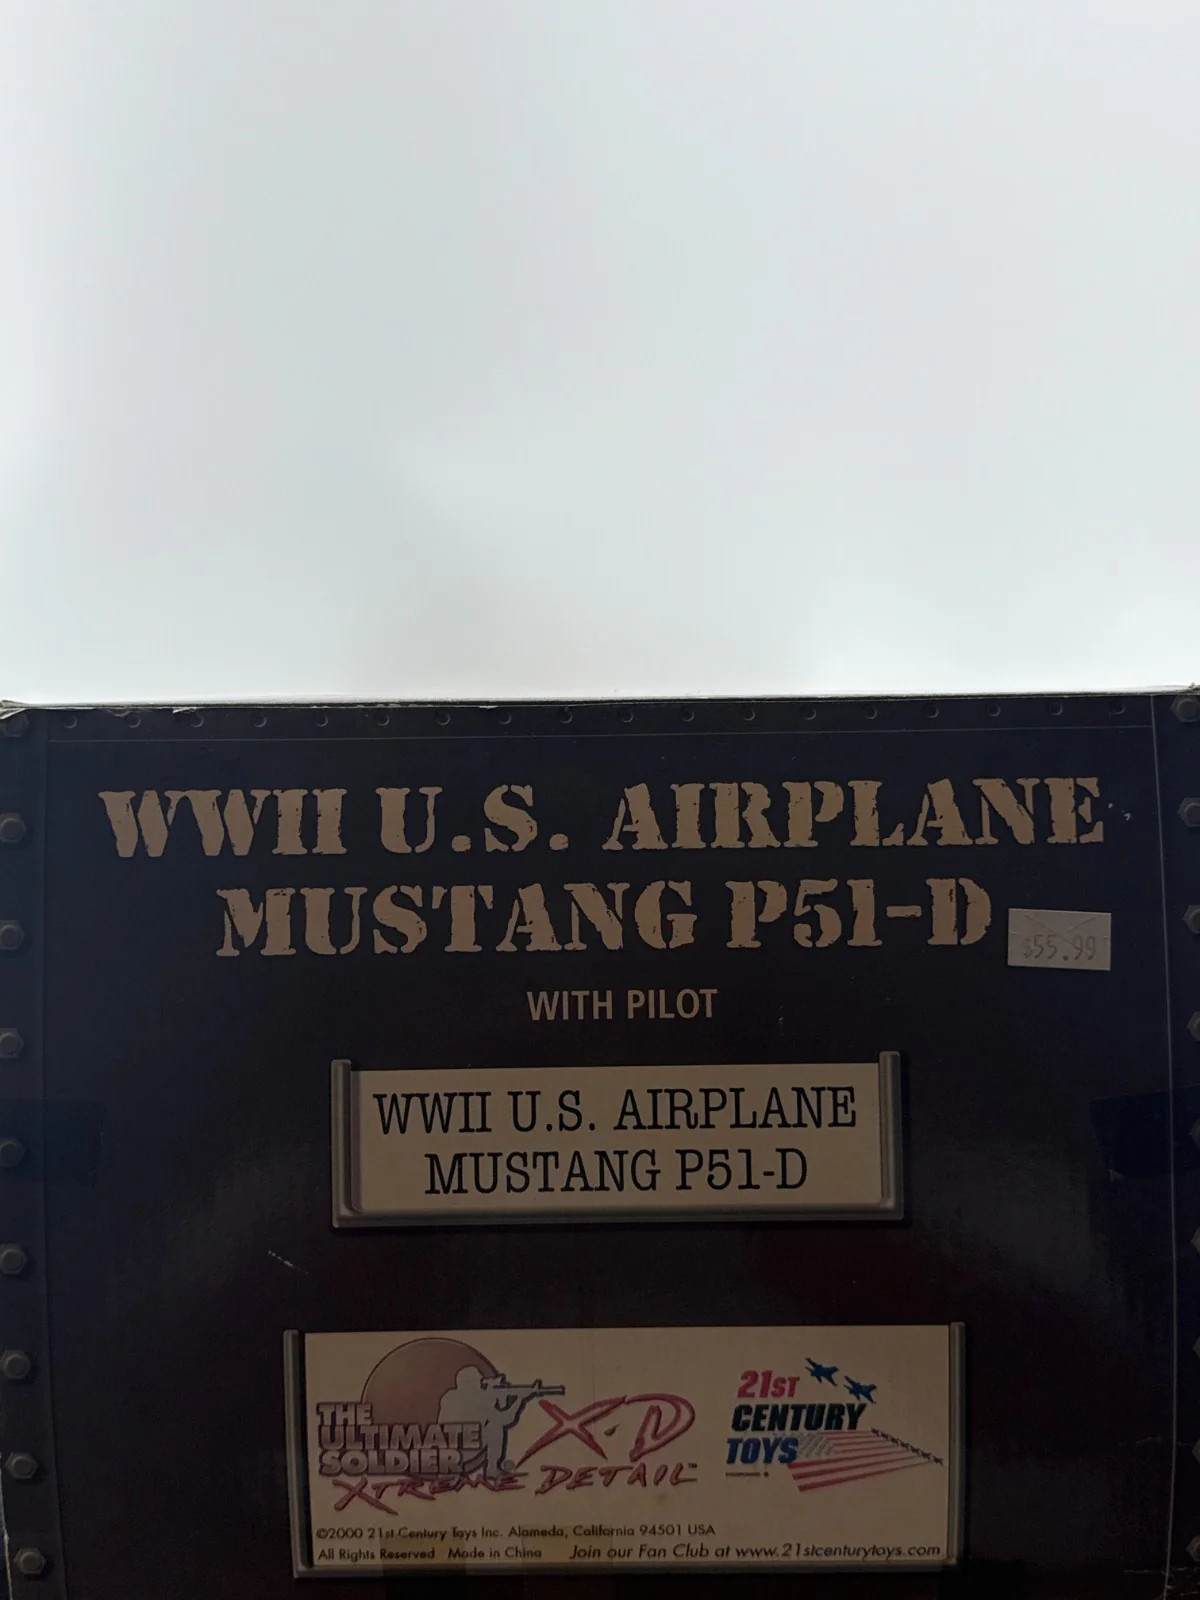 WWII U.S. AIRPLANE
MUSTANG P51-D
$55.99
WITH PILOT
WWII U.S. AIRPLANE
MUSTANG P51-D
THE
ULTIMATE
SOLDIER
XTREME DETAIL™
X-D
21ST
CENTURY
TOYS
©2000 21st Century Toys Inc. Alameda, California 94501 USA
All Rights Reserved Made in China Join our Fan Club at www.21stcenturytoys.com